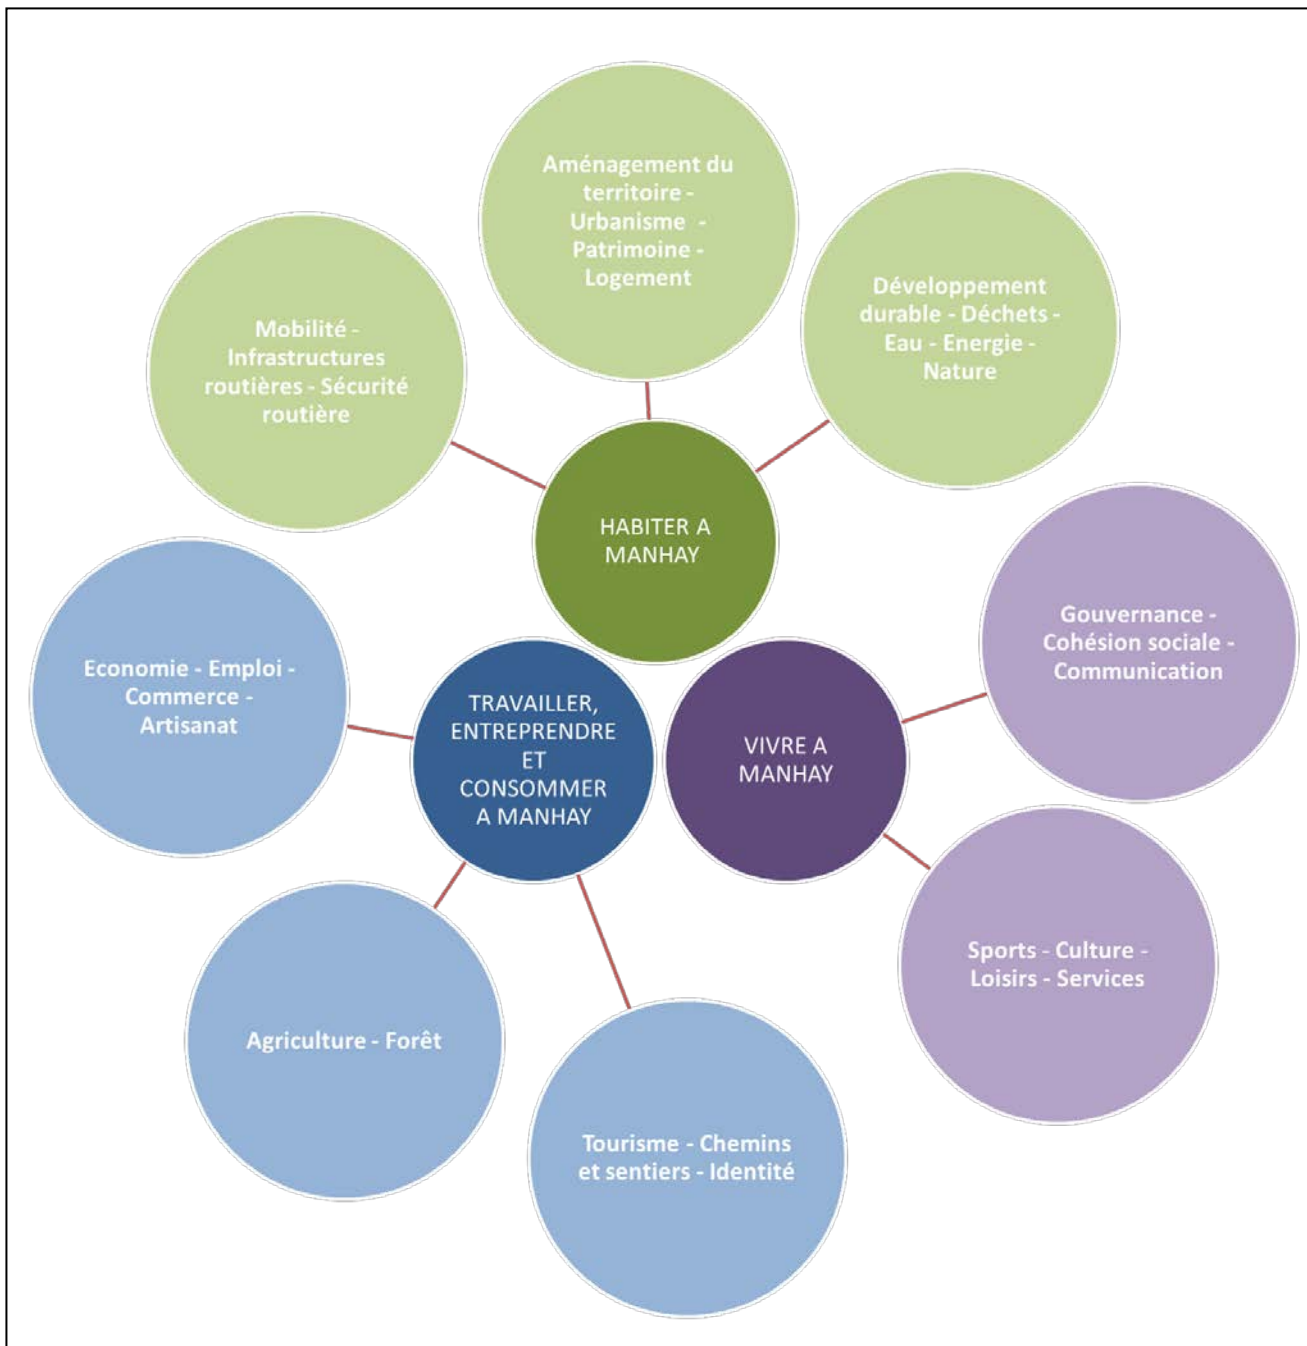 Aménagement du
territoire -
Urbanisme -
Patrimoine -
Logement
Développement
durable - Déchets -
Eau - Energie -
Nature
Mobilité -
Infrastructures
routières - Sécurité
routière
HABITER A
MANHAY
Gouvernance -
Cohésion sociale -
Communication
Economie - Emploi -
Commerce -
Artisanat
TRAVAILLER,
ENTREPRENDRE
ET
CONSOMMER
A MANHAY
VIVRE A
MANHAY
Sports - Culture -
Loisirs - Services
Agriculture - Forêt
Tourisme - Chemins
et sentiers - Identité